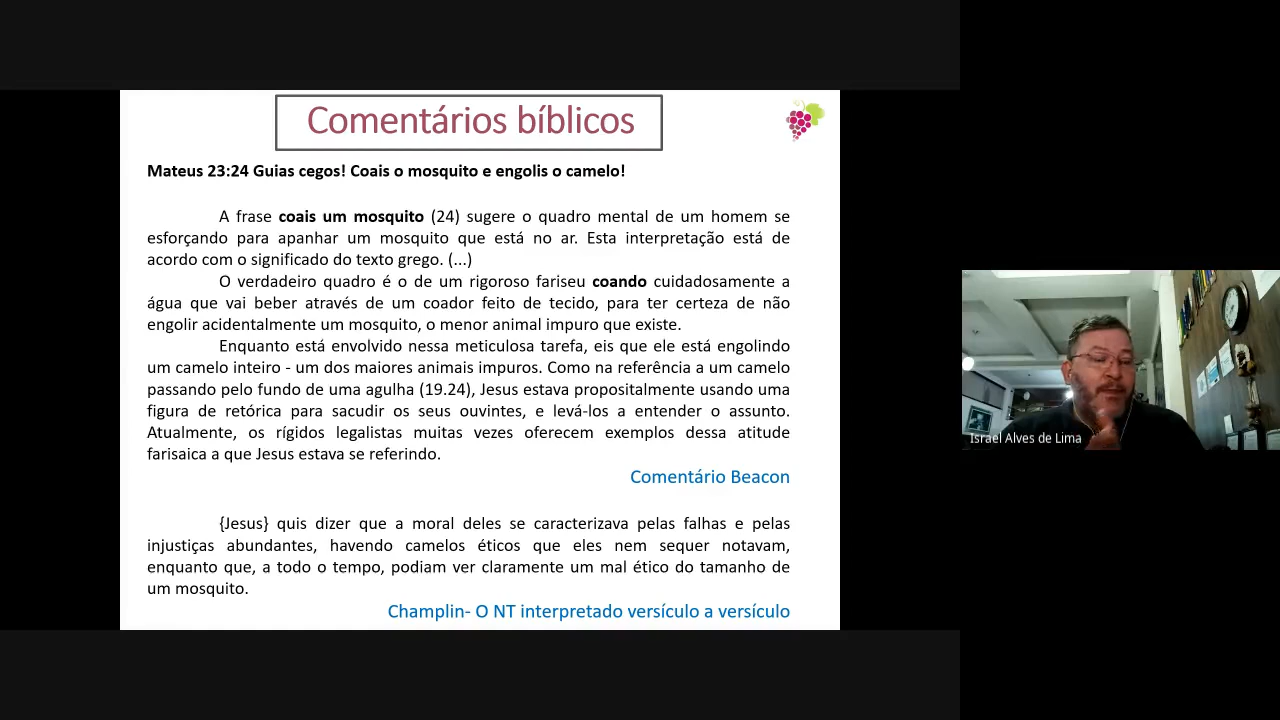 Comentários bíblicos
Mateus 23:24 Guias cegos! Coais o mosquito e engolis o camelo!
A frase coais um mosquito (24) sugere o quadro mental de um homem se
esforçando para apanhar um mosquito que está no ar. Esta interpretação está de
acordo com o significado do texto grego. (...)
O verdadeiro quadro é o de um rigoroso fariseu coando cuidadosamente a
água que vai beber através de um coador feito de tecido, para ter certeza de não
engolir acidentalmente um mosquito, o menor animal impuro que existe.
Enquanto está envolvido nessa meticulosa tarefa, eis que ele está engolindo
um camelo inteiro - um dos maiores animais impuros. Como na referência a um camelo
passando pelo fundo de uma agulha (19.24), Jesus estava propositalmente usando uma
figura de retórica para sacudir os seus ouvintes, e levá-los a entender o assunto.
Atualmente, os rígidos legalistas muitas vezes oferecem exemplos dessa atitude
farisaica a que Jesus estava se referindo.
Comentário Beacon
{Jesus} quis dizer que a moral deles se caracterizava pelas falhas e pelas
injustiças abundantes, havendo camelos éticos que eles nem sequer notavam,
enquanto que, a todo o tempo, podiam ver claramente um mal ético do tamanho de
um mosquito.
Champlin- O NT interpretado versículo a versículo
Israel Alves de Lima